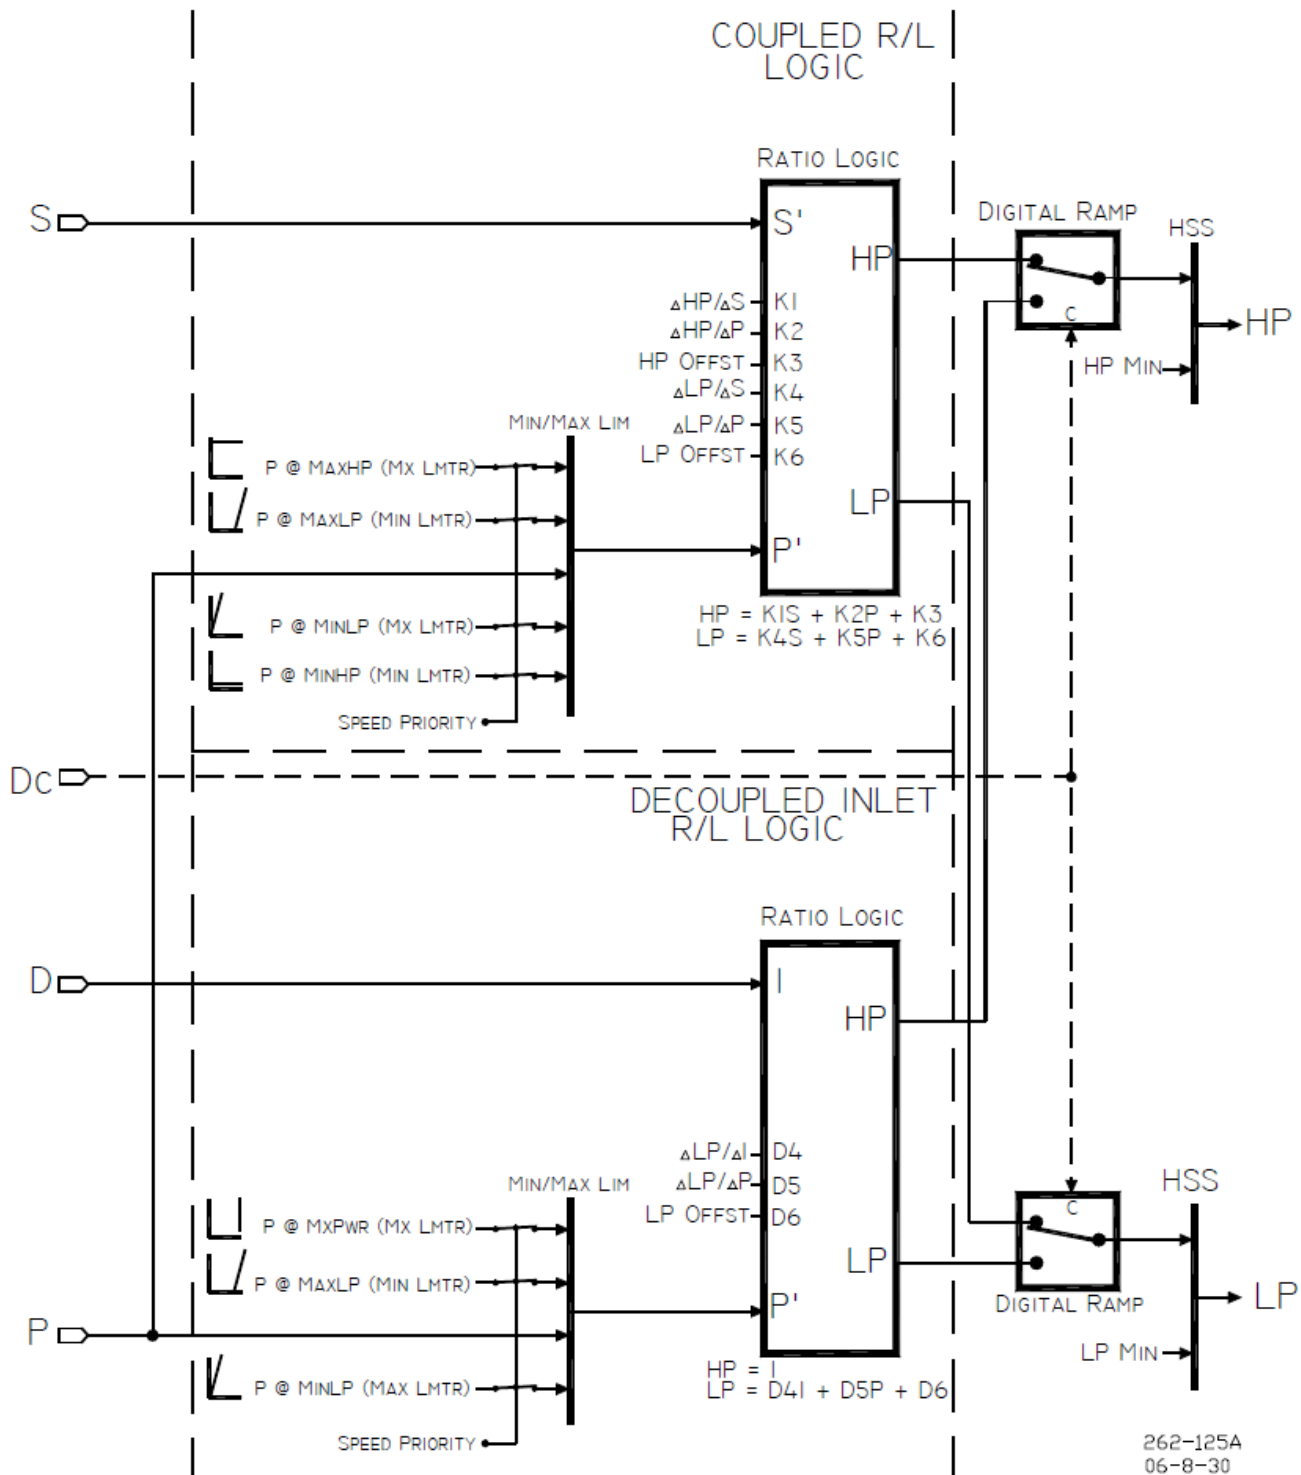 COUPLED R/L
LOGIC
RATIO LOGIC
S
S'
HP
DIGITAL RAMP
C
HSS
HP
HP MIN
ΔHP/ΔS K1
ΔHP/ΔP K2
HP OFFST K3
ΔLP/ΔS K4
ΔLP/ΔP K5
LP OFFST K6
MIN/MAX LIM
P @ MAXHP (MX LMTR)
P @ MAXLP (MIN LMTR)
LP
P'
P @ MINLP (MX LMTR)
P @ MINHP (MIN LMTR)
SPEED PRIORITY
HP = K1S + K2P + K3
LP = K4S + K5P + K6
DC
DECOUPLED INLET
R/L LOGIC
RATIO LOGIC
D
I
HP
ΔLP/ΔI D4
ΔLP/ΔP D5
LP OFFST D6
MIN/MAX LIM
P @ MXPWR (MX LMTR)
P @ MAXLP (MIN LMTR)
LP
P'
P
P @ MINLP (MAX LMTR)
SPEED PRIORITY
HP = I
LP = D4I + D5P + D6
C
DIGITAL RAMP
HSS
LP
LP MIN
262-125A
06-8-30